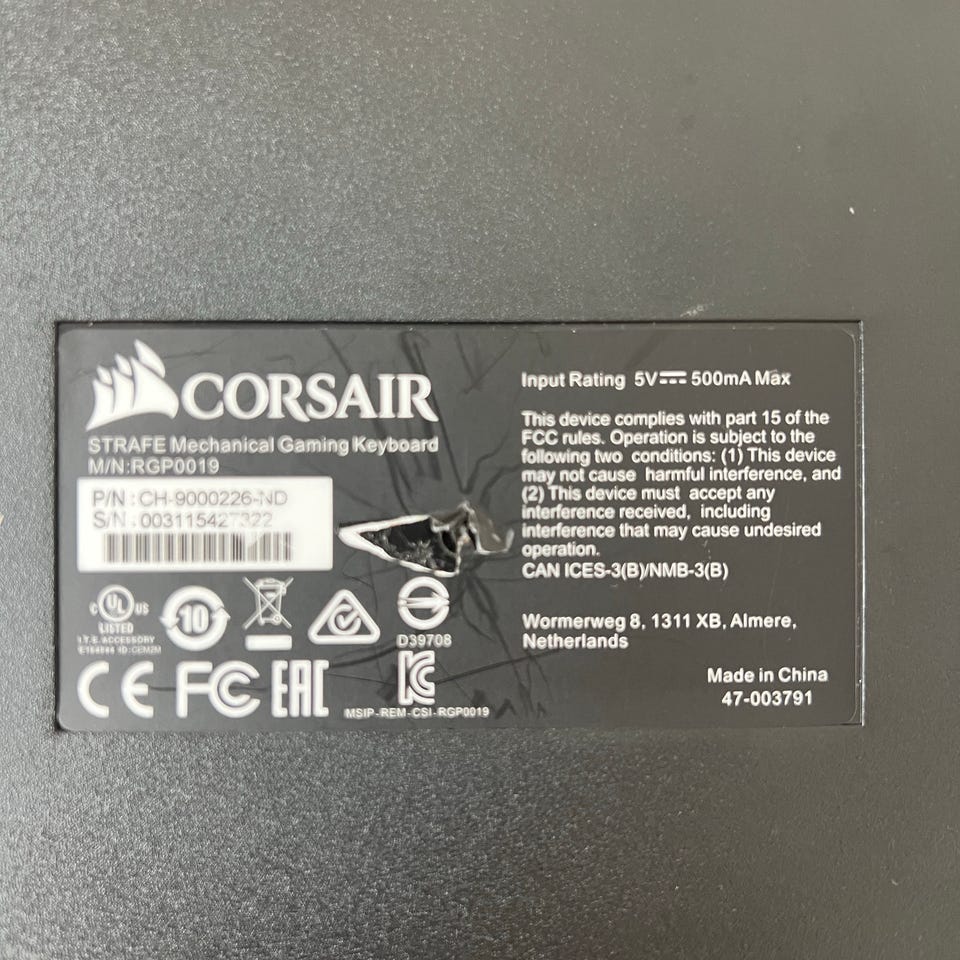 CORSAIR
STRAFE Mechanical Gaming Keyboard
M/N:RGP0019
P/N : CH-9000226-ND
S/N : 003115427322
c UL US
LISTED
I.T.E. ACCESSORY
10
D39708
CE FC EAC
MSIP-REM-CSI-RGP0019
Input Rating 5V 500mA Max
This device complies with part 15 of the
FCC rules. Operation is subject to the
following two conditions: (1) This device
may not cause harmful interference, and
(2) This device must accept any
interference received, including
interference that may cause undesired
operation.
CAN ICES-3(B)/NMB-3(B)
Wormerweg 8, 1311 XB, Almere,
Netherlands
Made in China
47-003791